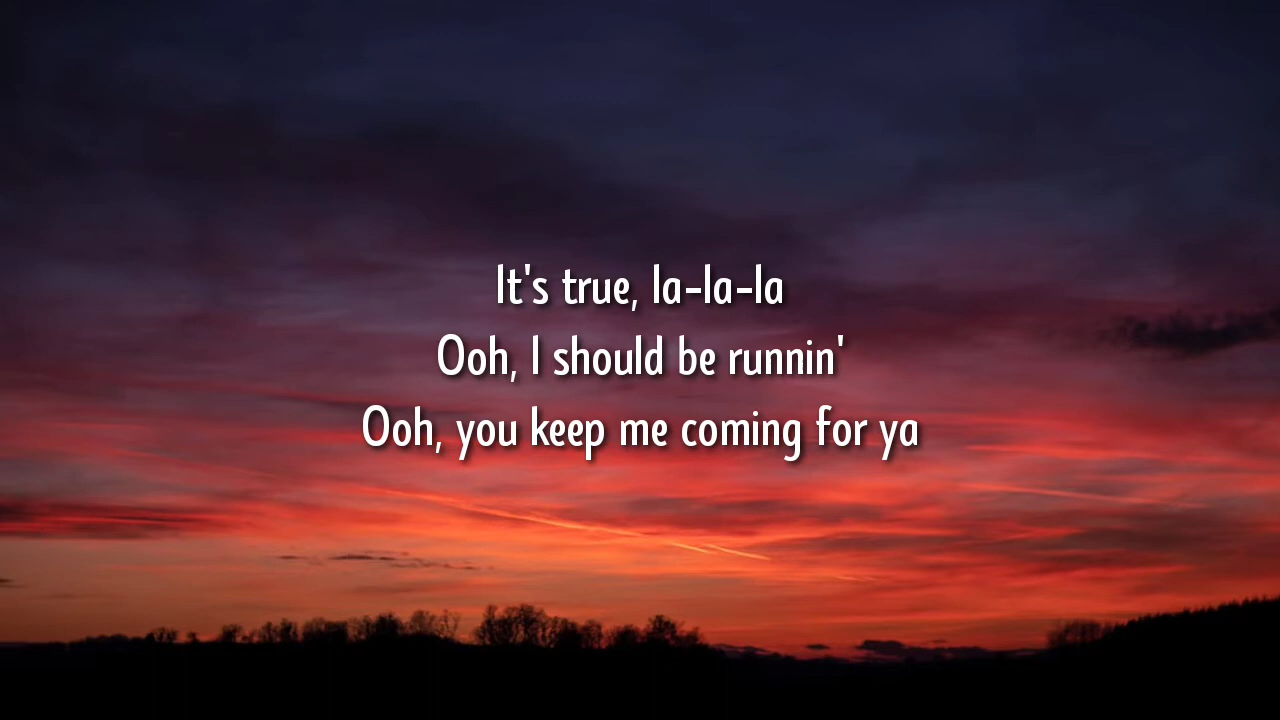 It's true, la-la-la
Ooh, I should be runnin'
Ooh, you keep me coming for ya